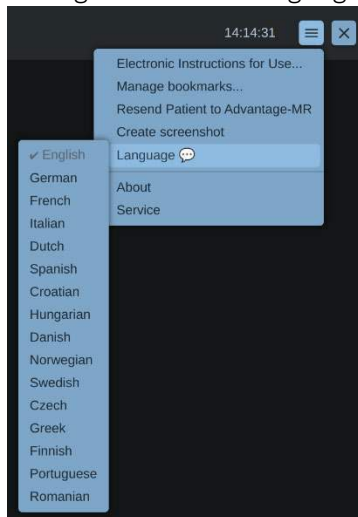 14:14:31
Electronic Instructions for Use...
Manage bookmarks...
Resend Patient to Advantage-MR
Create screenshot
Language 💬
About
Service
✔ English
German
French
Italian
Dutch
Spanish
Croatian
Hungarian
Danish
Norwegian
Swedish
Czech
Greek
Finnish
Portuguese
Romanian